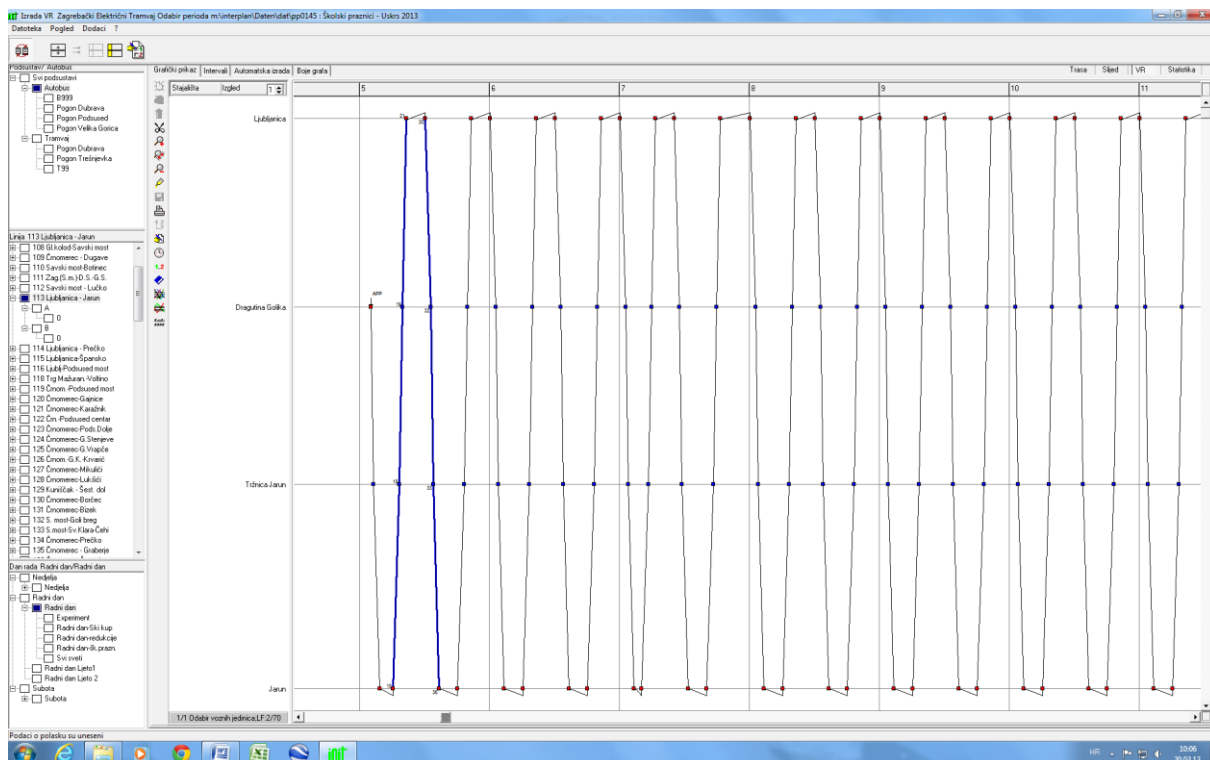 Izrada VR Zagrebački Električni Tramvaj Odabir perioda m:\interplan\Daten\dat\pp0145 : Školski praznici - Uskrs 2013
Datoteka Pogled Dodaci ?
Podsustav/ Autobus
Svi podsustavi
Autobus
B999
Pogon Dubrava
Pogon Podsused
Pogon Velika Gorica
Tramvaj
Pogon Dubrava
Pogon Trešnjevka
T99
Linija 113 Ljubljanica - Jarun
108 Gl.kolod-Savski most
109 Črnomerec - Dugave
110 Savski most-Botinec
111 Zag.(S.m.)-D.S.-G.S.
112 Savski most - Lučko
113 Ljubljanica - Jarun
A
0
B
0
114 Ljubljanica - Prečko
115 Ljubljanica-Špansko
116 Ljublj-Podsused most
118 Trg Mažuran.-Voltino
119 Črnom.-Podsused most
120 Črnomerec-Gajnice
121 Črnomerec-Karažnik
122 Črn.-Podsused centar
123 Črnomerec-Pods.Dolje
124 Črnomerec-G.Stenjeve
125 Črnomerec-G.Vrapče
126 Črnom.-G.K.-Krvarić
127 Črnomerec-Mikulići
128 Črnomerec-Lukšići
129 Kuniščak - Šest. dol
130 Črnomerec-Borčec
131 Črnomerec-Bizek
132 S. most-Goli breg
133 S.most-Sv.Klara-Čehi
134 Črnomerec-Prečko
135 Črnomerec - Graberje
Dan rada Radni dan/Radni dan
Nedjelja
Nedjelja
Radni dan
Radni dan
Experiment
Radni dan-Ski kup
Radni dan-redukcije
Radni dan-šk.prazn.
Svi sveti
Radni dan Ljeto1
Radni dan Ljeto 2
Subota
Subota
Grafički prikaz Intervali Automatska izrada Boje grafa Trasa Slijed VR Statistika
Stajališta Izgled 1
5 6 7 8 9 10 11
Ljubljanica
APP
Dragutina Golika
Tržnica Jarun
Jarun
1/1 Odabir voznih jedinica;LF:2/70
Podaci o polasku su uneseni
init
HR 10:06